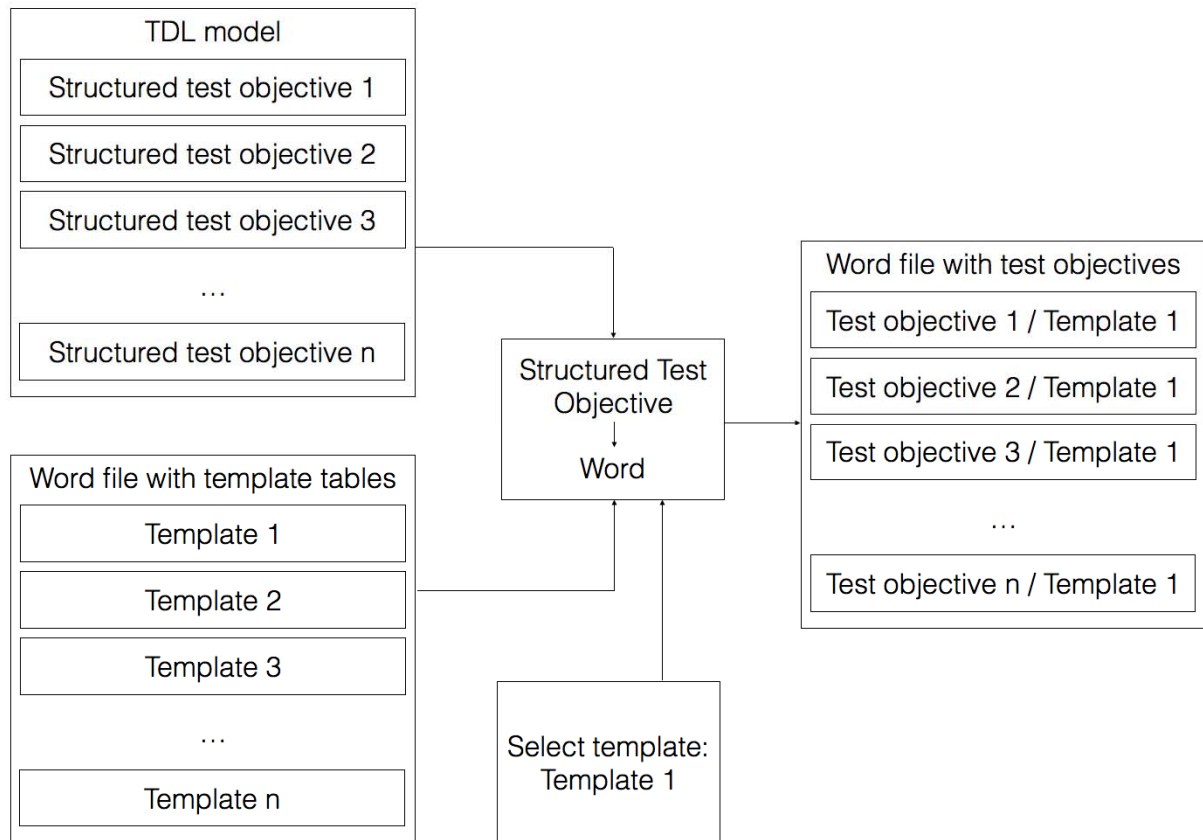 TDL model
Structured test objective 1
Structured test objective 2
Structured test objective 3
...
Structured test objective n
Word file with template tables
Template 1
Template 2
Template 3
...
Template n
Structured Test
Objective
Word
Select template:
Template 1
Word file with test objectives
Test objective 1 / Template 1
Test objective 2 / Template 1
Test objective 3 / Template 1
...
Test objective n / Template 1